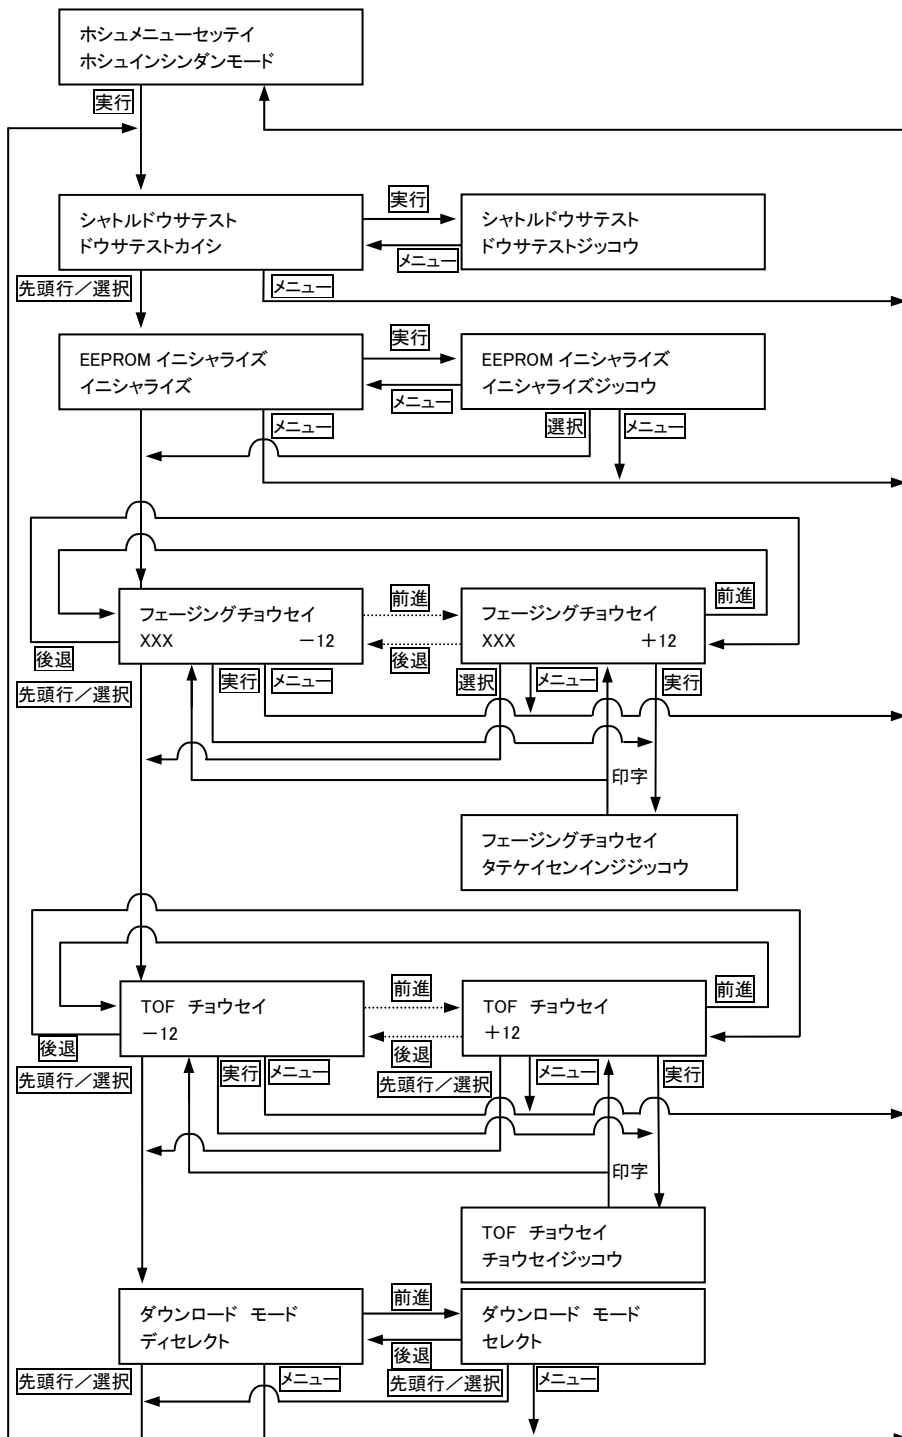 ホシュメニューセッテイ
ホシュインシンダンモード
実行
シャトルドウサテスト
ドウサテストカイシ
実行
メニュー
シャトルドウサテスト
ドウサテストジッコウ
先頭行／選択
メニュー
EEPROM イニシャライズ
イニシャライズ
実行
メニュー
EEPROM イニシャライズ
イニシャライズジッコウ
メニュー
選択
メニュー
フェージングチョウセイ
XXX －12
前進
後退
フェージングチョウセイ
XXX ＋12
前進
後退
先頭行／選択
実行
メニュー
選択
メニュー
実行
印字
フェージングチョウセイ
タテケイセンインジジッコウ
TOF チョウセイ
－12
前進
後退
TOF チョウセイ
＋12
前進
後退
先頭行／選択
実行
メニュー
先頭行／選択
メニュー
実行
印字
TOF チョウセイ
チョウセイジッコウ
ダウンロード モード
ディセレクト
前進
後退
ダウンロード モード
セレクト
先頭行／選択
メニュー
先頭行／選択
メニュー